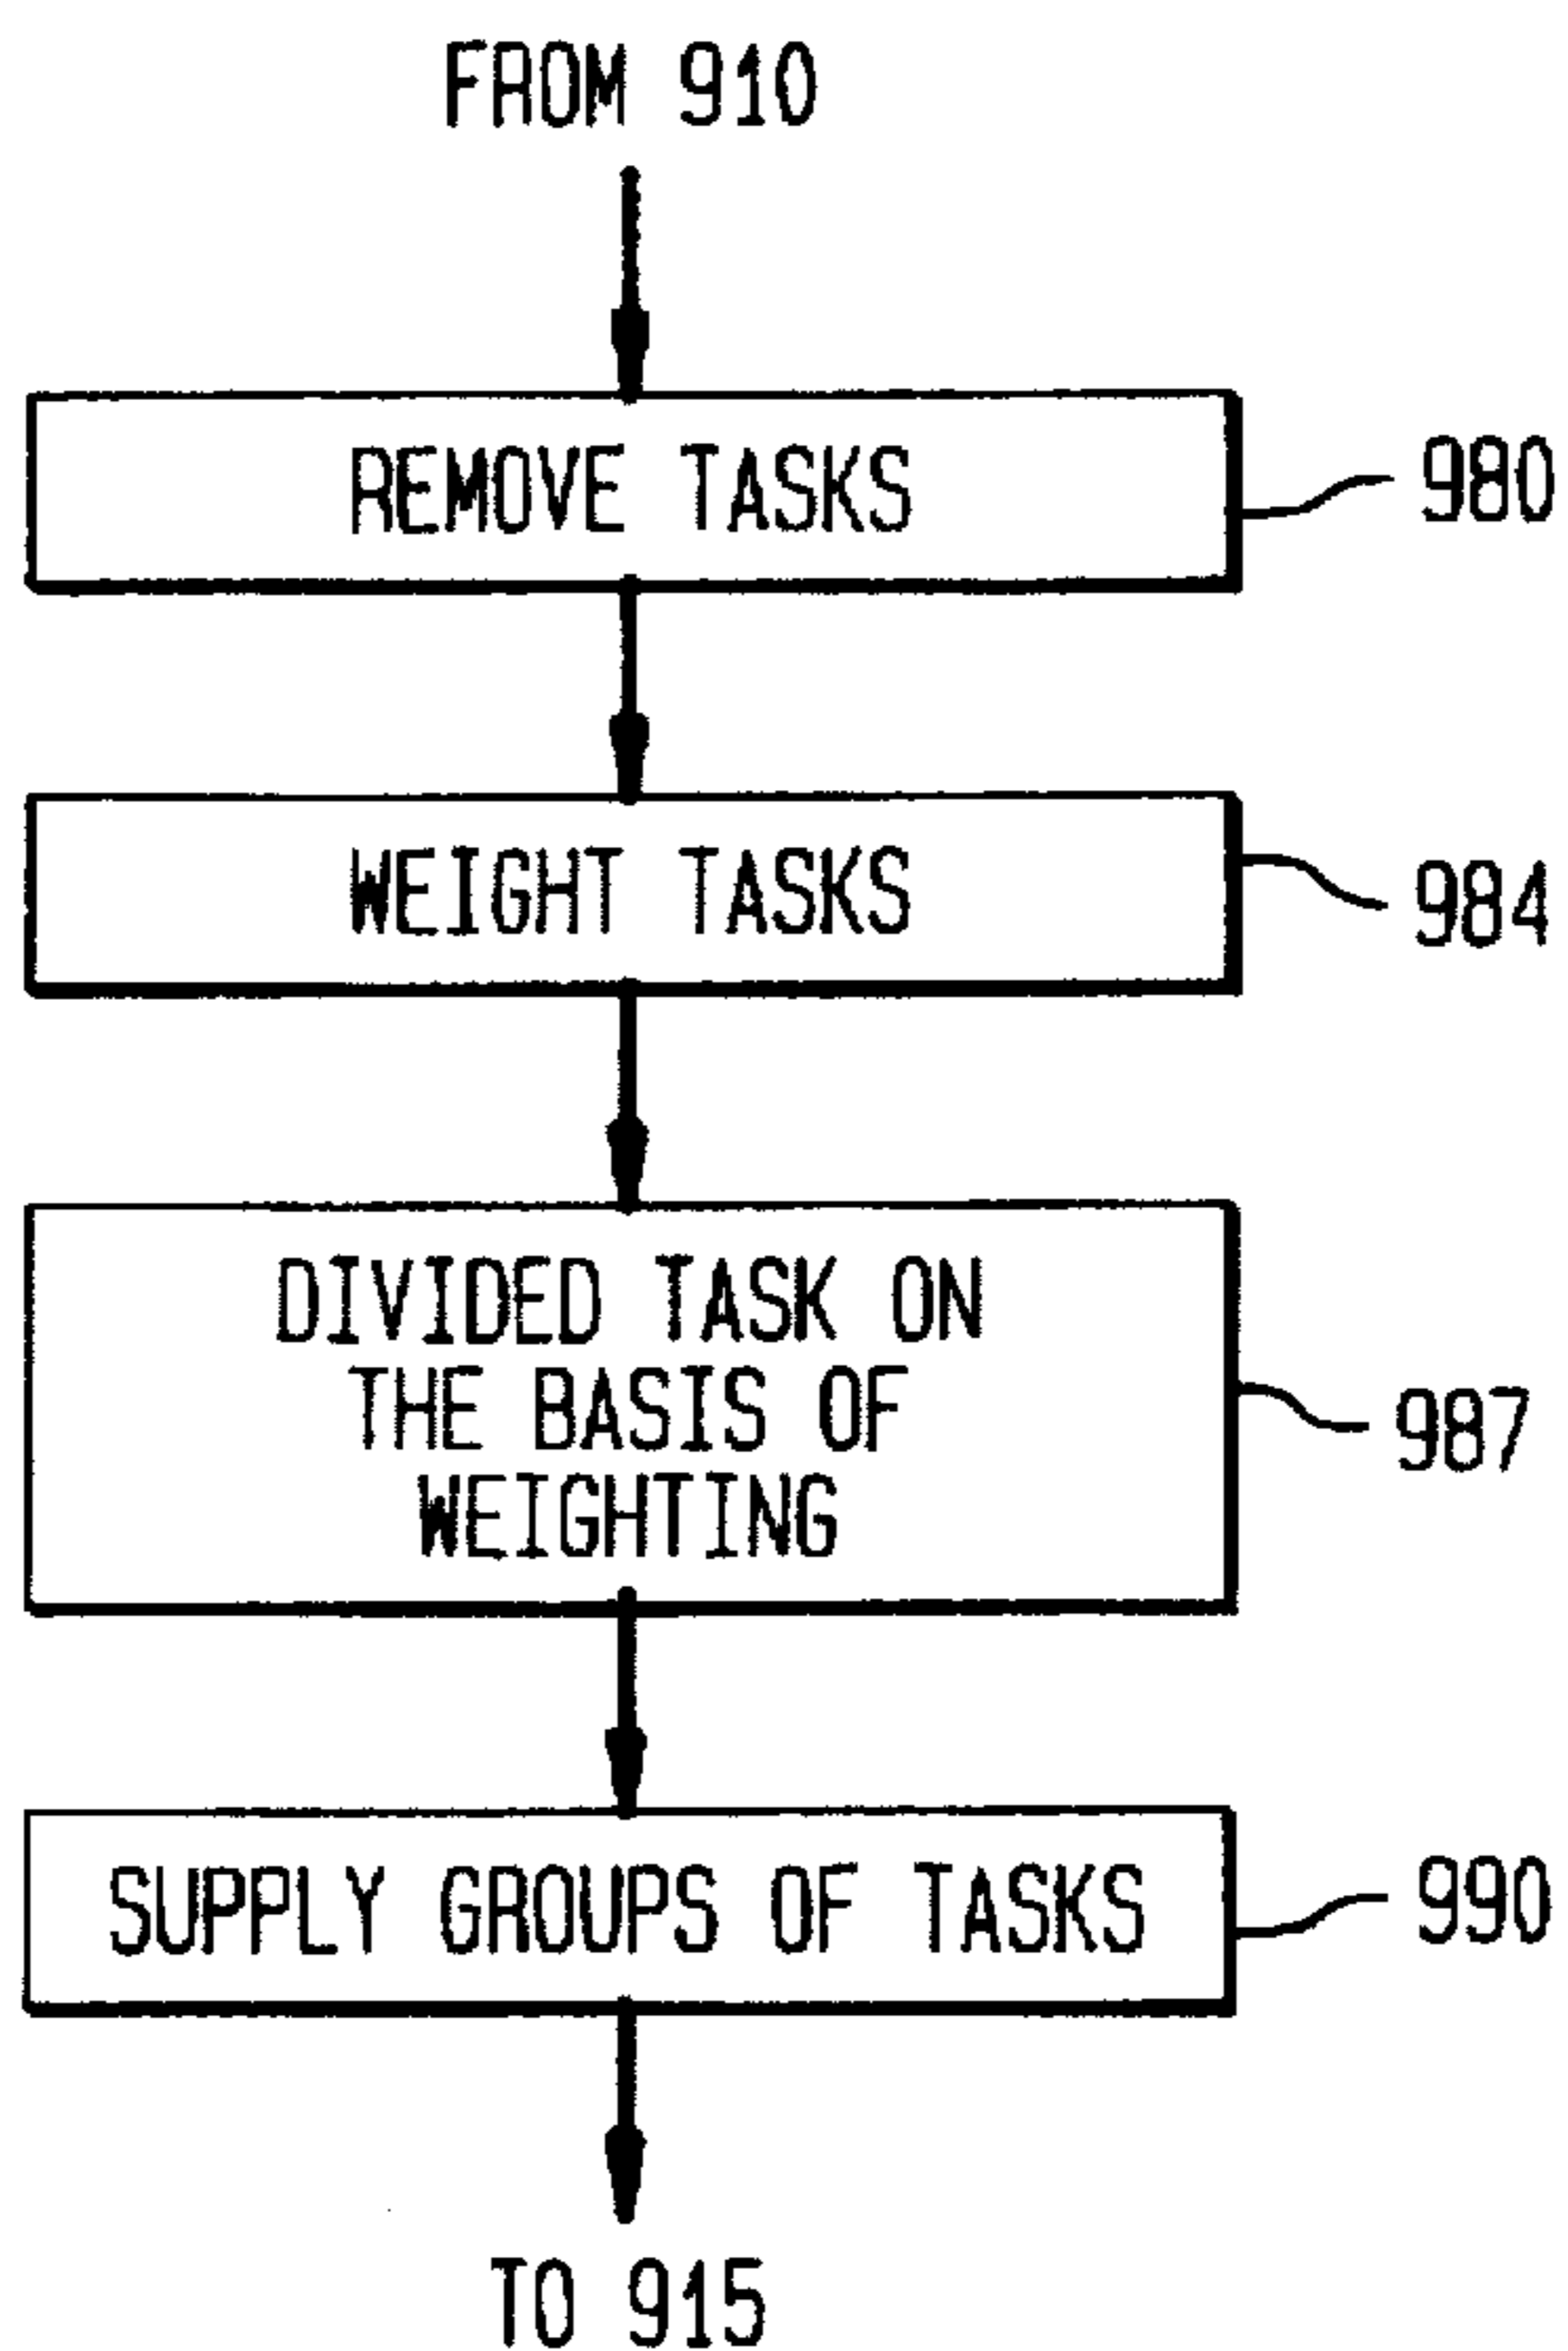 FROM 910
REMOVE TASKS
980
WEIGHT TASKS
984
DIVIDED TASK ON
THE BASIS OF
WEIGHTING
987
SUPPLY GROUPS OF TASKS
990
TO 915